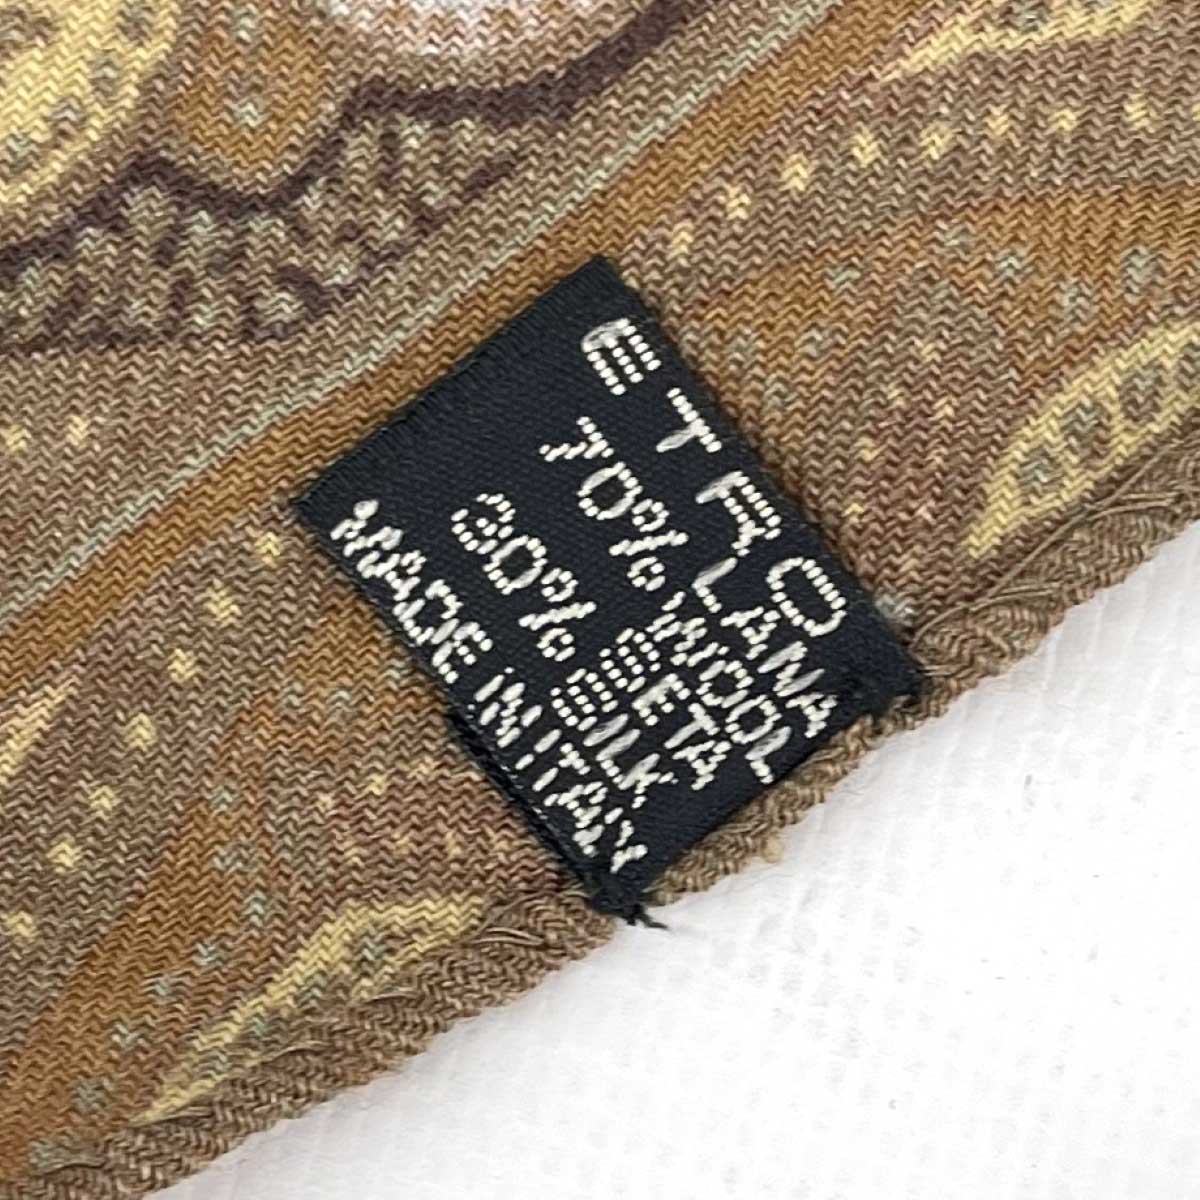 ETRO
70% LANA
WOOL
30% SETA
SILK
MADE IN ITALY